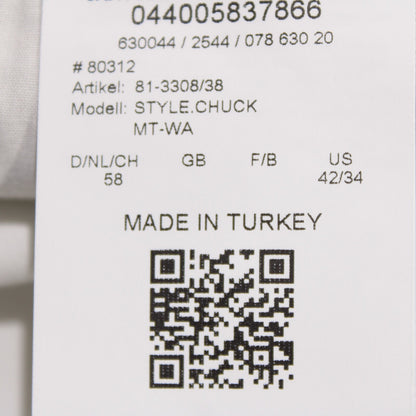 044005837866
630044 / 2544 / 078 630 20
# 80312
Artikel: 81-3308/38
Modell: STYLE.CHUCK
MT-WA
D/NL/CH GB F/B US
58 42/34
MADE IN TURKEY